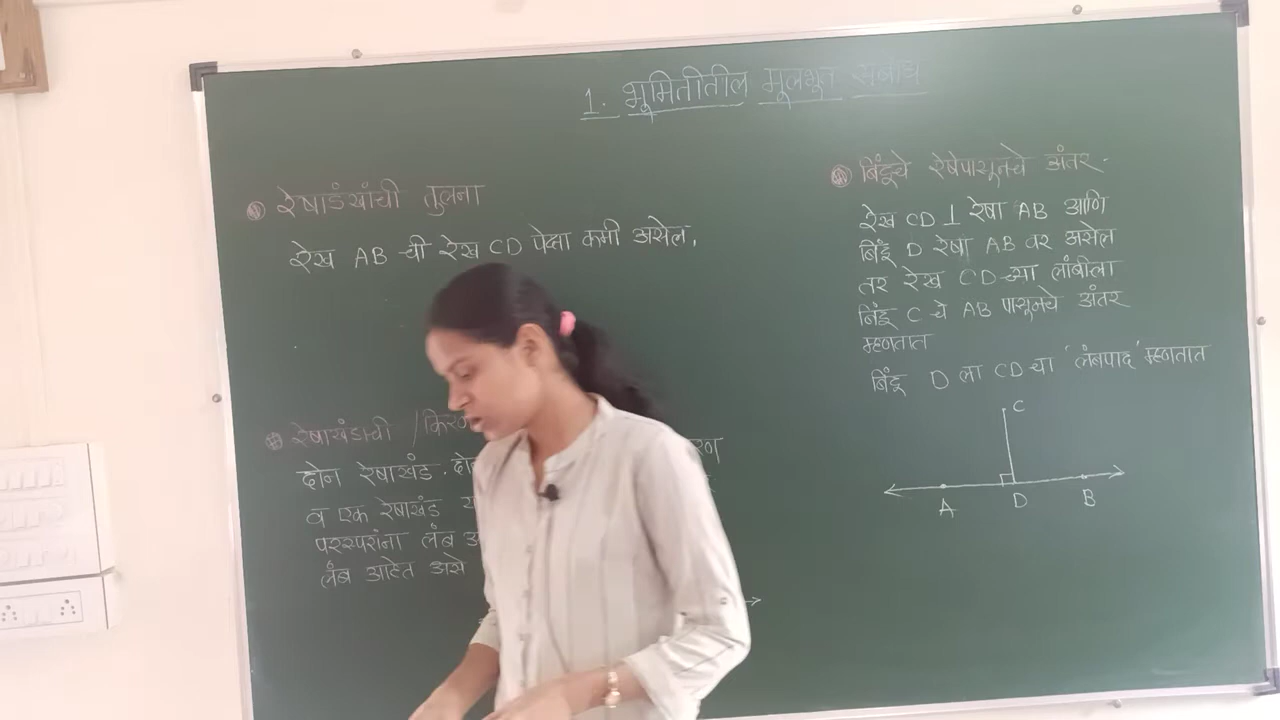 1. भूमितीतील मूलभूत संबोध
रेषाडंखांची तुलना
रेख AB ची रेख CD पेक्षा कमी असेल.
रेषाखंडाची / किरण
दोन रेषाखंड. दोन
व एक रेषाखंड
परस्परांना लंब
लंब आहेत असे
बिंदूचे रेषेपासूनचे अंतर.
रेख CD ⊥ रेषा AB आणि
बिंदू D रेषा AB वर असेल
तर रेख CD च्या लांबीला
बिंदू C चे AB पासूनचे अंतर
म्हणतात
बिंदू D ला CD चा 'लंबपाद' म्हणतात
C
A D B